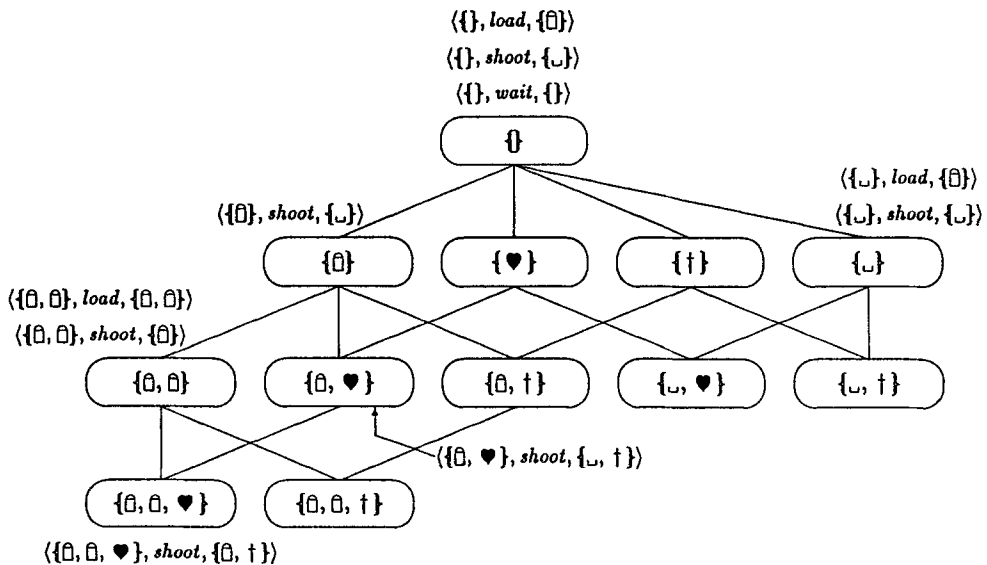 ⟨{}, load, {▯}⟩
⟨{}, shoot, {␣}⟩
⟨{}, wait, {}⟩
{}
⟨{␣}, load, {▯}⟩
⟨{▯}, shoot, {␣}⟩ ⟨{␣}, shoot, {␣}⟩
{▯} {♥} {†} {␣}
⟨{▯, ▯}, load, {▯, ▯}⟩
⟨{▯, ▯}, shoot, {▯}⟩
{▯, ▯} {▯, ♥} {▯, †} {␣, ♥} {␣, †}
⟨{▯, ♥}, shoot, {␣, †}⟩
{▯, ▯, ♥} {▯, ▯, †}
⟨{▯, ▯, ♥}, shoot, {▯, †}⟩